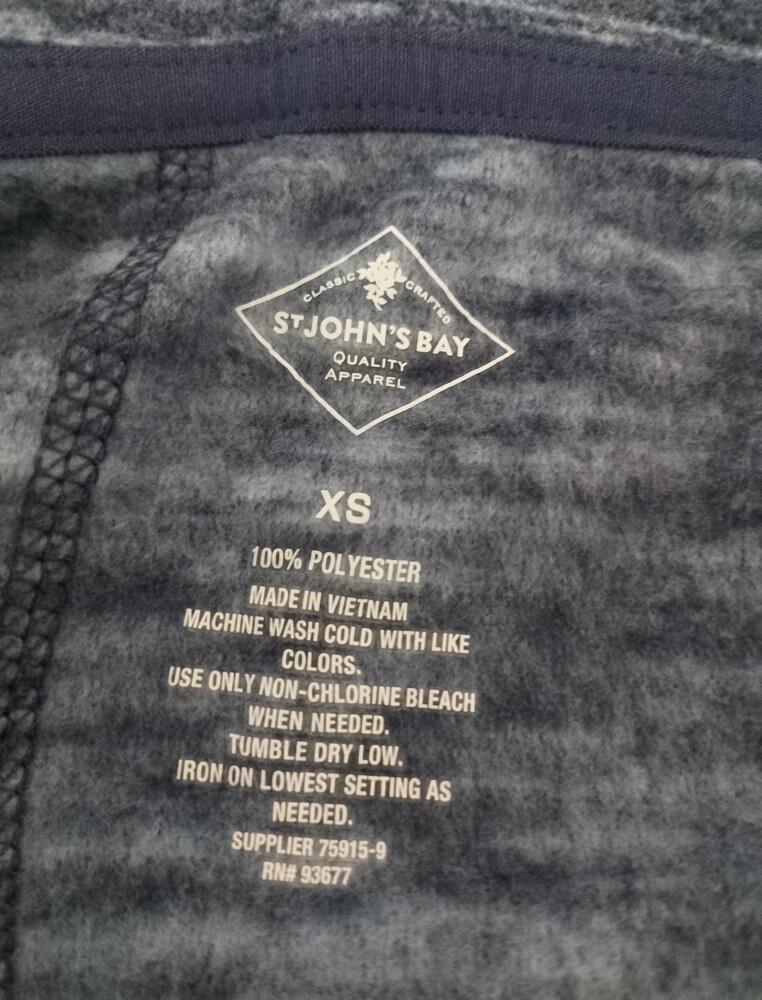 CLASSIC CRAFTED
ST JOHN'S BAY
QUALITY
APPAREL
XS
100% POLYESTER
MADE IN VIETNAM
MACHINE WASH COLD WITH LIKE
COLORS.
USE ONLY NON-CHLORINE BLEACH
WHEN NEEDED.
TUMBLE DRY LOW.
IRON ON LOWEST SETTING AS
NEEDED.
SUPPLIER 75915-9
RN# 93677